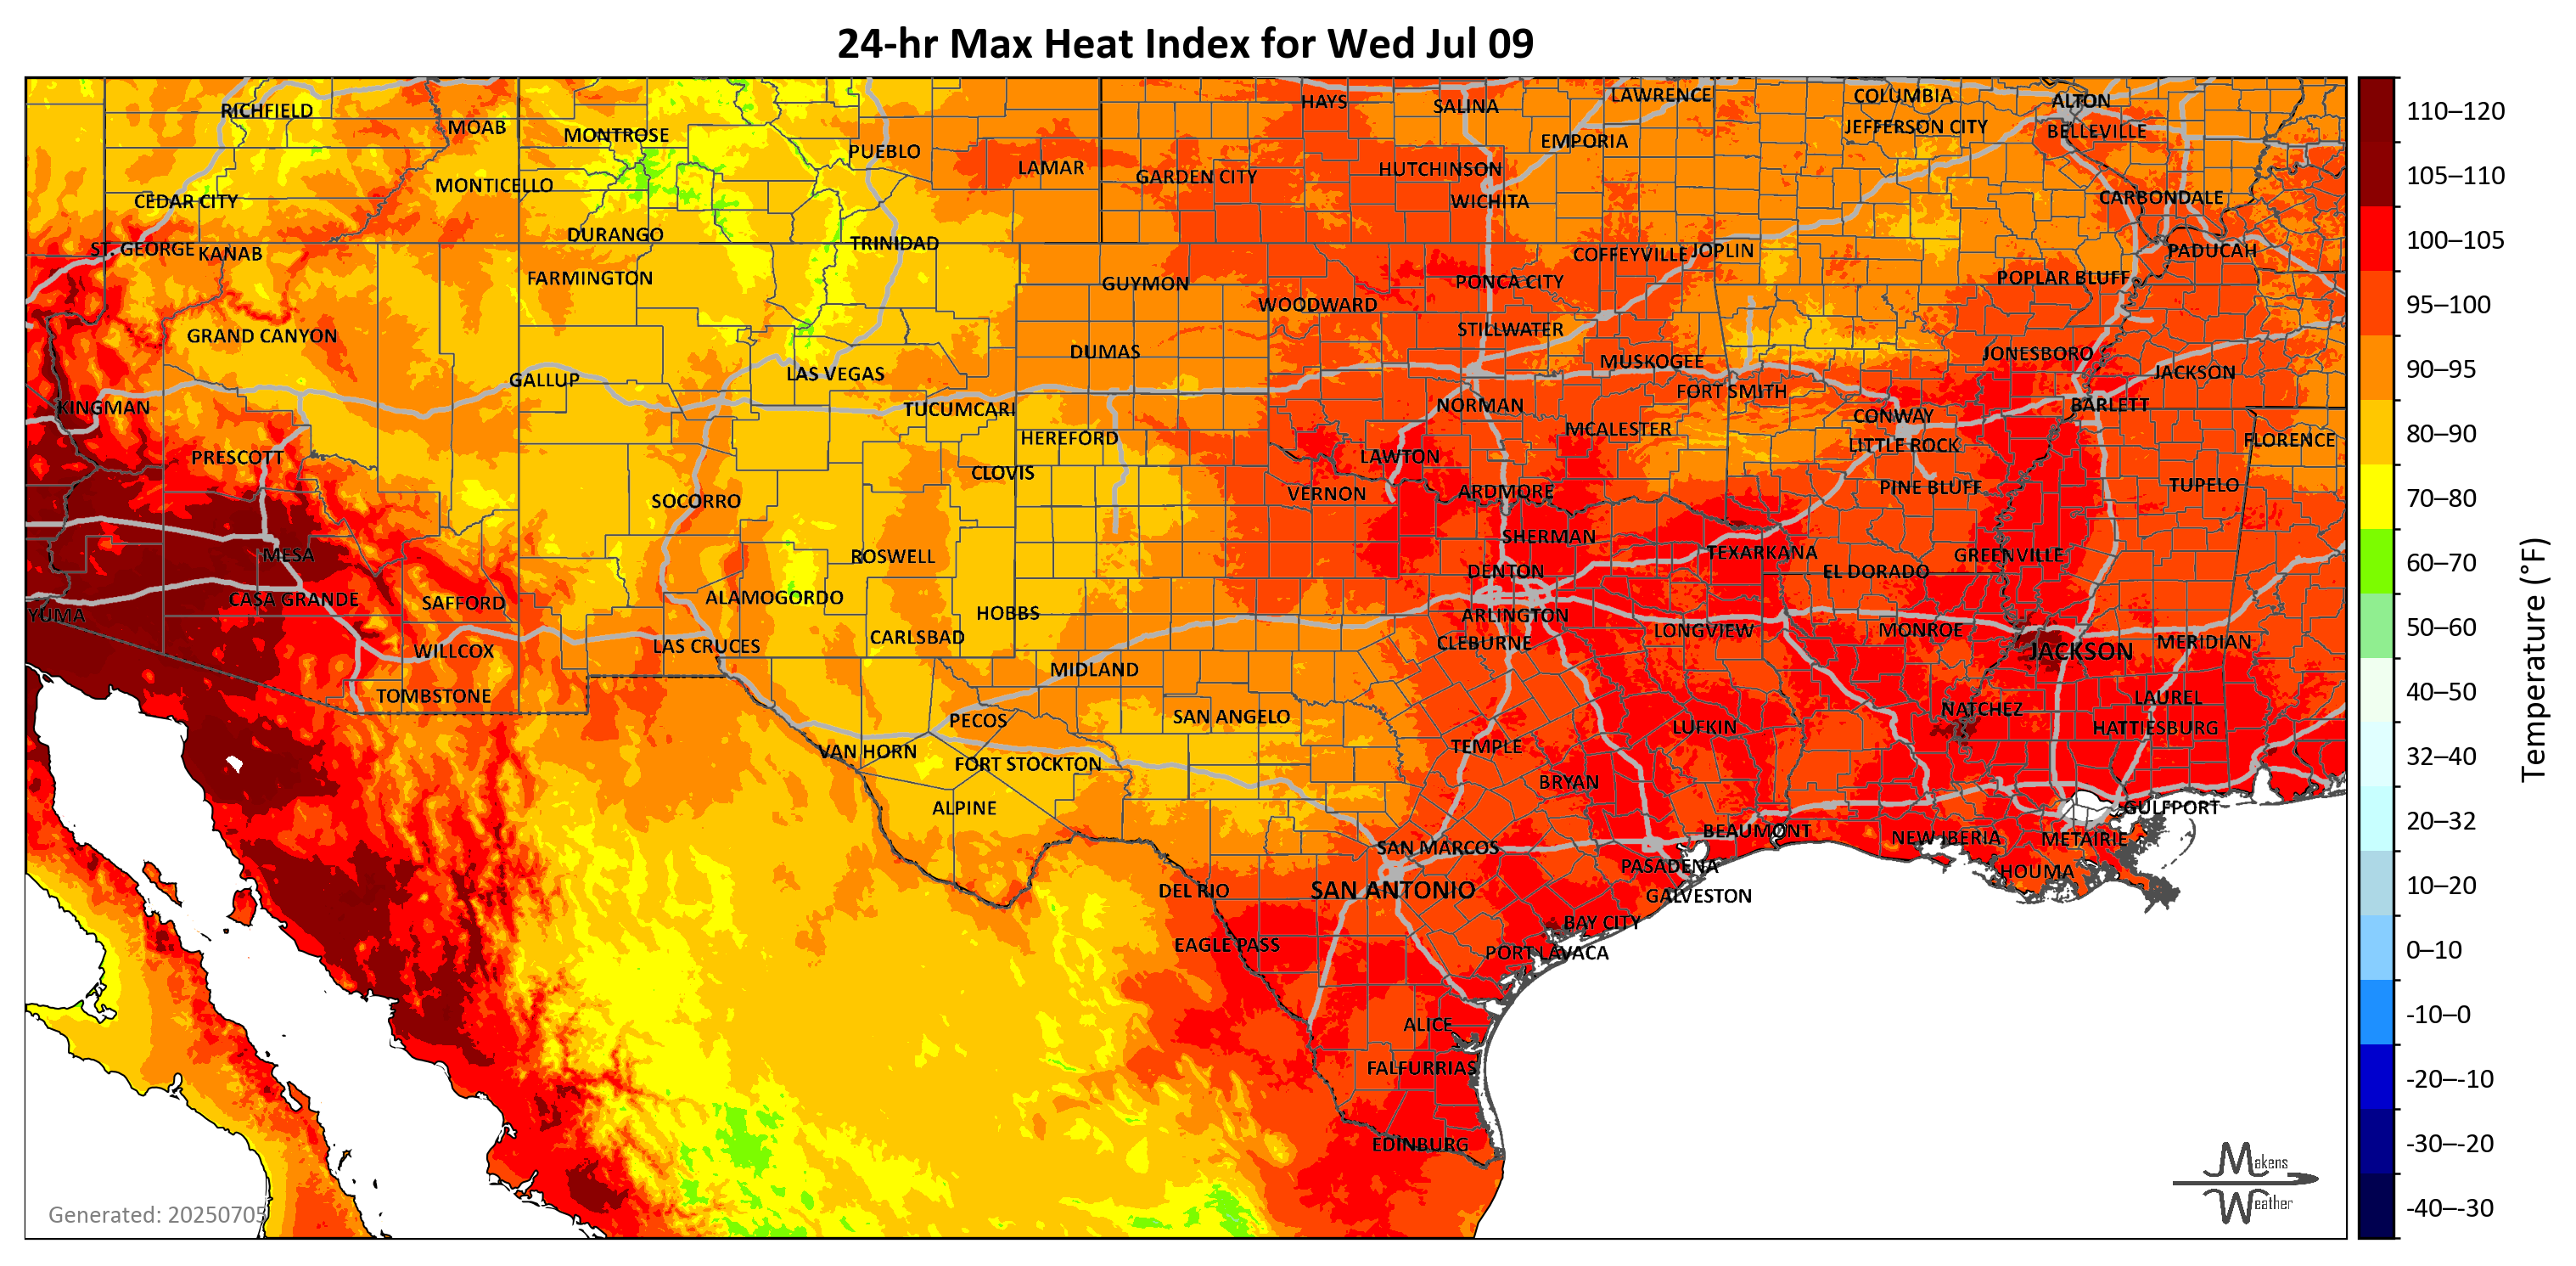 24-hr Max Heat Index for Wed Jul 09
RICHFIELD
MOAB
MONTROSE
PUEBLO
LAMAR
HAYS
SALINA
LAWRENCE
COLUMBIA
ALTON
EMPORIA
JEFFERSON CITY
BELLEVILLE
MONTICELLO
CEDAR CITY
GARDEN CITY
HUTCHINSON
WICHITA
CARBONDALE
ST. GEORGE
KANAB
DURANGO
TRINIDAD
COFFEYVILLE
JOPLIN
PADUCAH
FARMINGTON
GUYMON
PONCA CITY
POPLAR BLUFF
WOODWARD
GRAND CANYON
STILLWATER
DUMAS
MUSKOGEE
JONESBORO
GALLUP
LAS VEGAS
FORT SMITH
JACKSON
KINGMAN
TUCUMCARI
NORMAN
CONWAY
BARLETT
HEREFORD
MCALESTER
LITTLE ROCK
FLORENCE
PRESCOTT
CLOVIS
LAWTON
SOCORRO
VERNON
ARDMORE
PINE BLUFF
TUPELO
MESA
ROSWELL
SHERMAN
TEXARKANA
GREENVILLE
DENTON
EL DORADO
YUMA
CASA GRANDE
SAFFORD
ALAMOGORDO
HOBBS
ARLINGTON
WILLCOX
LAS CRUCES
CARLSBAD
CLEBURNE
LONGVIEW
MONROE
JACKSON
MERIDIAN
MIDLAND
TOMBSTONE
PECOS
SAN ANGELO
LUFKIN
NATCHEZ
LAUREL
HATTIESBURG
VAN HORN
FORT STOCKTON
TEMPLE
BRYAN
ALPINE
GULFPORT
SAN MARCOS
BEAUMONT
NEW IBERIA
METAIRIE
DEL RIO
SAN ANTONIO
PASADENA
GALVESTON
HOUMA
EAGLE PASS
BAY CITY
PORT LAVACA
ALICE
FALFURRIAS
EDINBURG
Generated: 20250705
Makens
Weather
110–120
105–110
100–105
95–100
90–95
80–90
70–80
60–70
50–60
40–50
32–40
20–32
10–20
0–10
-10–0
-20–-10
-30–-20
-40–-30
Temperature (°F)